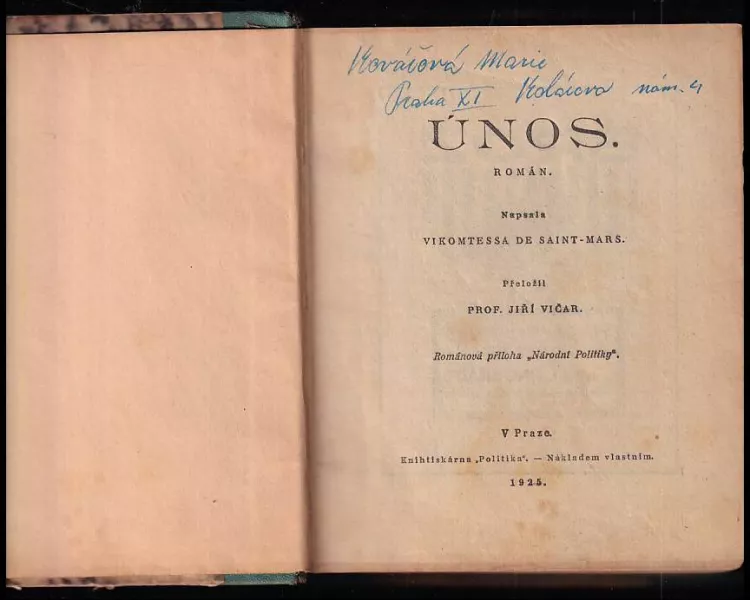 Kováčová Marie
Praha XI Koldcova nám. 4
ÚNOS.
ROMÁN.
Napsala
VIKOMTESSA DE SAINT-MARS.
Přeložil
PROF. JIŘÍ VIČAR.
Románová příloha „Národní Politiky“.
V Praze.
Knihtiskárna „Politika“. — Nákladem vlastním.
1925.